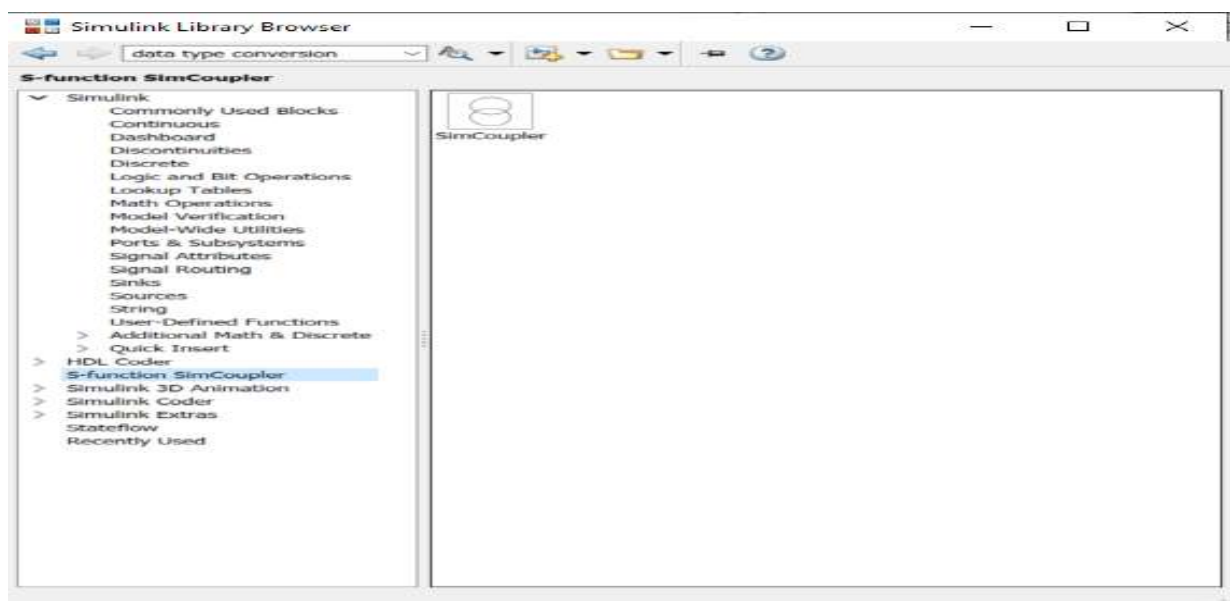 Simulink Library Browser
data type conversion
S-function SimCoupler
Simulink
Commonly Used Blocks
Continuous
Dashboard
Discontinuities
Discrete
Logic and Bit Operations
Lookup Tables
Math Operations
Model Verification
Model-Wide Utilities
Ports & Subsystems
Signal Attributes
Signal Routing
Sinks
Sources
String
User-Defined Functions
Additional Math & Discrete
Quick Insert
HDL Coder
S-function SimCoupler
Simulink 3D Animation
Simulink Coder
Simulink Extras
Stateflow
Recently Used
SimCoupler